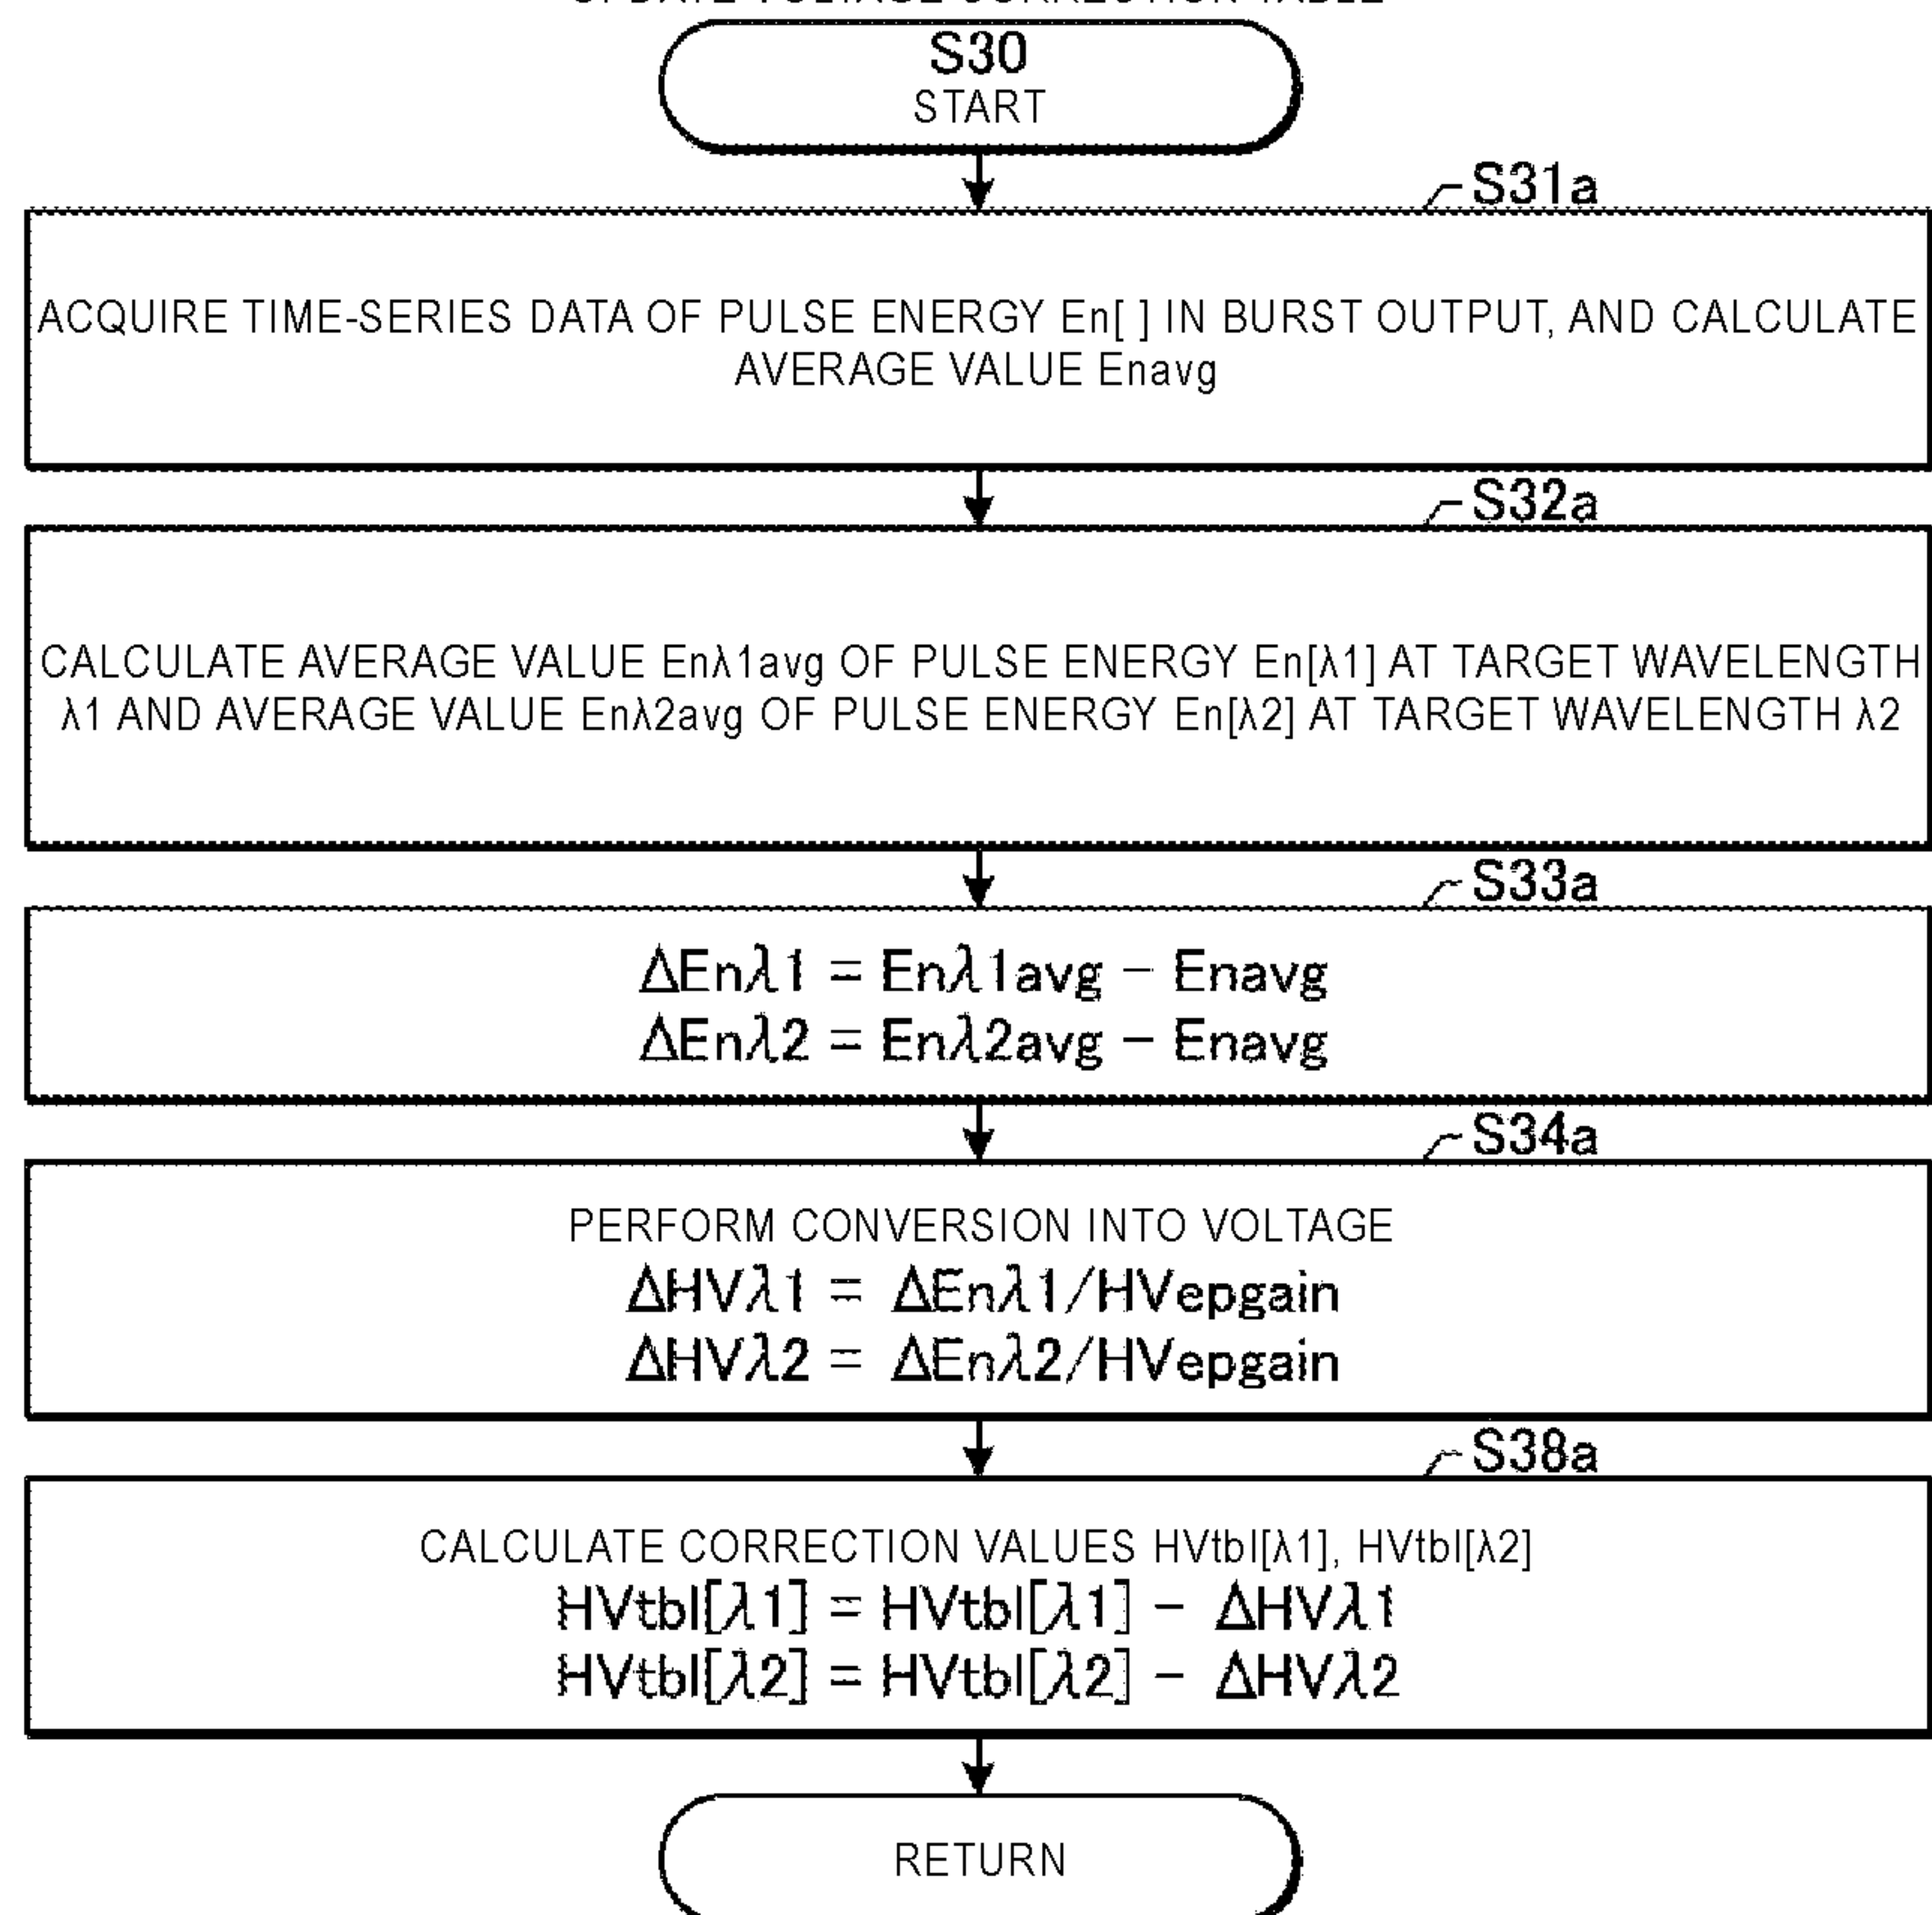 UPDATE VOLTAGE CORRECTION TABLE
S30
START
S31a
ACQUIRE TIME-SERIES DATA OF PULSE ENERGY En[ ] IN BURST OUTPUT, AND CALCULATE
AVERAGE VALUE Enavg
S32a
CALCULATE AVERAGE VALUE Enλ1avg OF PULSE ENERGY En[λ1] AT TARGET WAVELENGTH
λ1 AND AVERAGE VALUE Enλ2avg OF PULSE ENERGY En[λ2] AT TARGET WAVELENGTH λ2
S33a
ΔEnλ1 = Enλ1avg − Enavg
ΔEnλ2 = Enλ2avg − Enavg
S34a
PERFORM CONVERSION INTO VOLTAGE
ΔHVλ1 = ΔEnλ1/HVepgain
ΔHVλ2 = ΔEnλ2/HVepgain
S38a
CALCULATE CORRECTION VALUES HVtbl[λ1], HVtbl[λ2]
HVtbl[λ1] = HVtbl[λ1] − ΔHVλ1
HVtbl[λ2] = HVtbl[λ2] − ΔHVλ2
RETURN